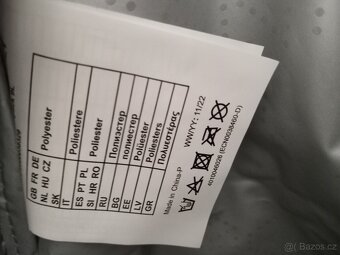 GB FR DE
NL HU CZ
SK
Polyester
IT
Poliestere
ES PT PL
SI HR RO
Poliester
RU
Полиэстер
BG
полиестер
EE
Polüester
LV
Poliesters
GR
Πολυεστέρας
WW/YY: 11/22
Made in China-P
(ECN0038460-D)
Bazos.cz